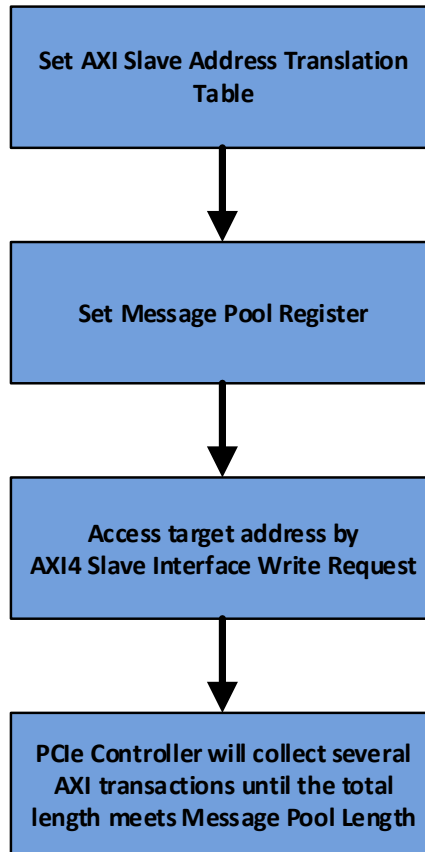 Set AXI Slave Address Translation
Table
Set Message Pool Register
Access target address by
AXI4 Slave Interface Write Request
PCIe Controller will collect several
AXI transactions until the total
length meets Message Pool Length